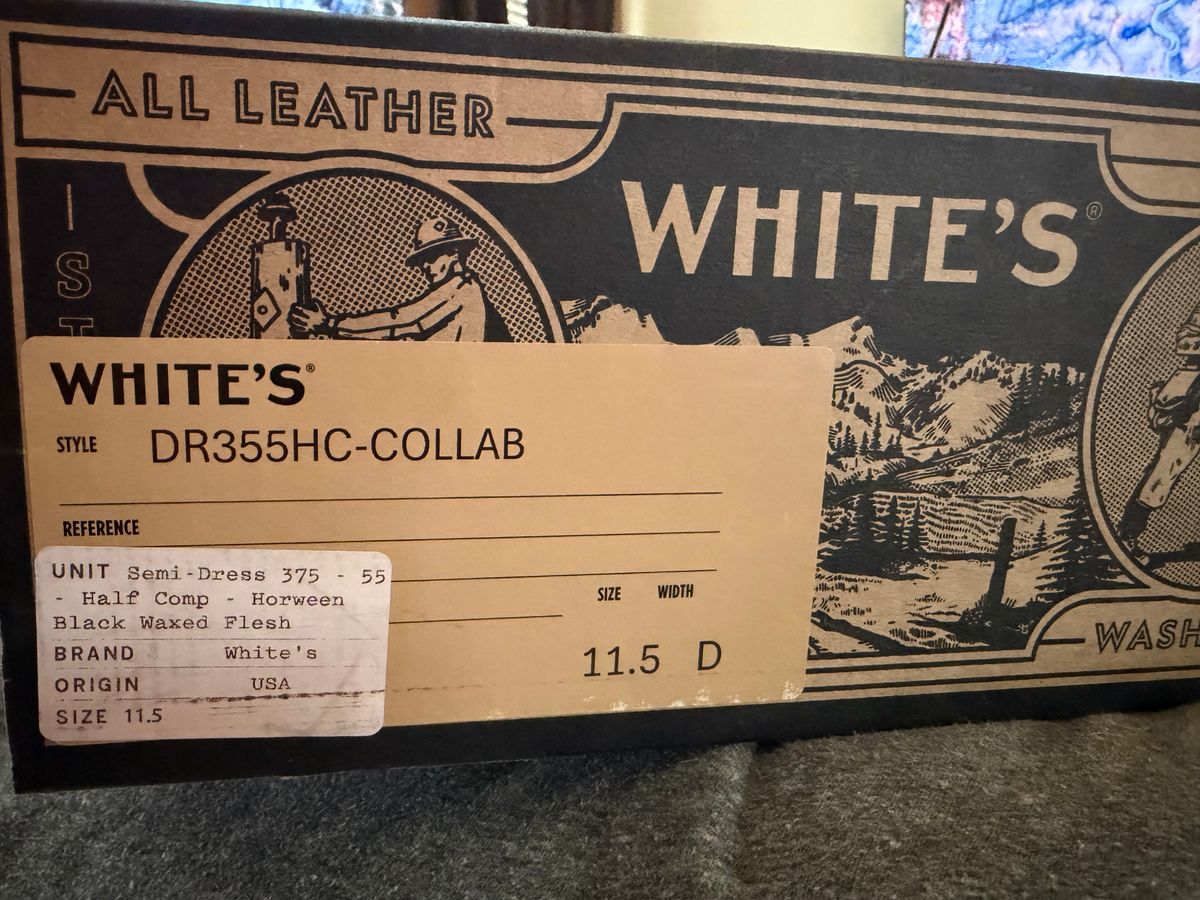 ALL LEATHER
WHITE'S®
IST
WHITE'S®
STYLE DR355HC-COLLAB
REFERENCE
SIZE WIDTH
11.5 D
UNIT Semi-Dress 375 - 55
- Half Comp - Horween
Black Waxed Flesh
BRAND White's
ORIGIN USA
SIZE 11.5
WASH